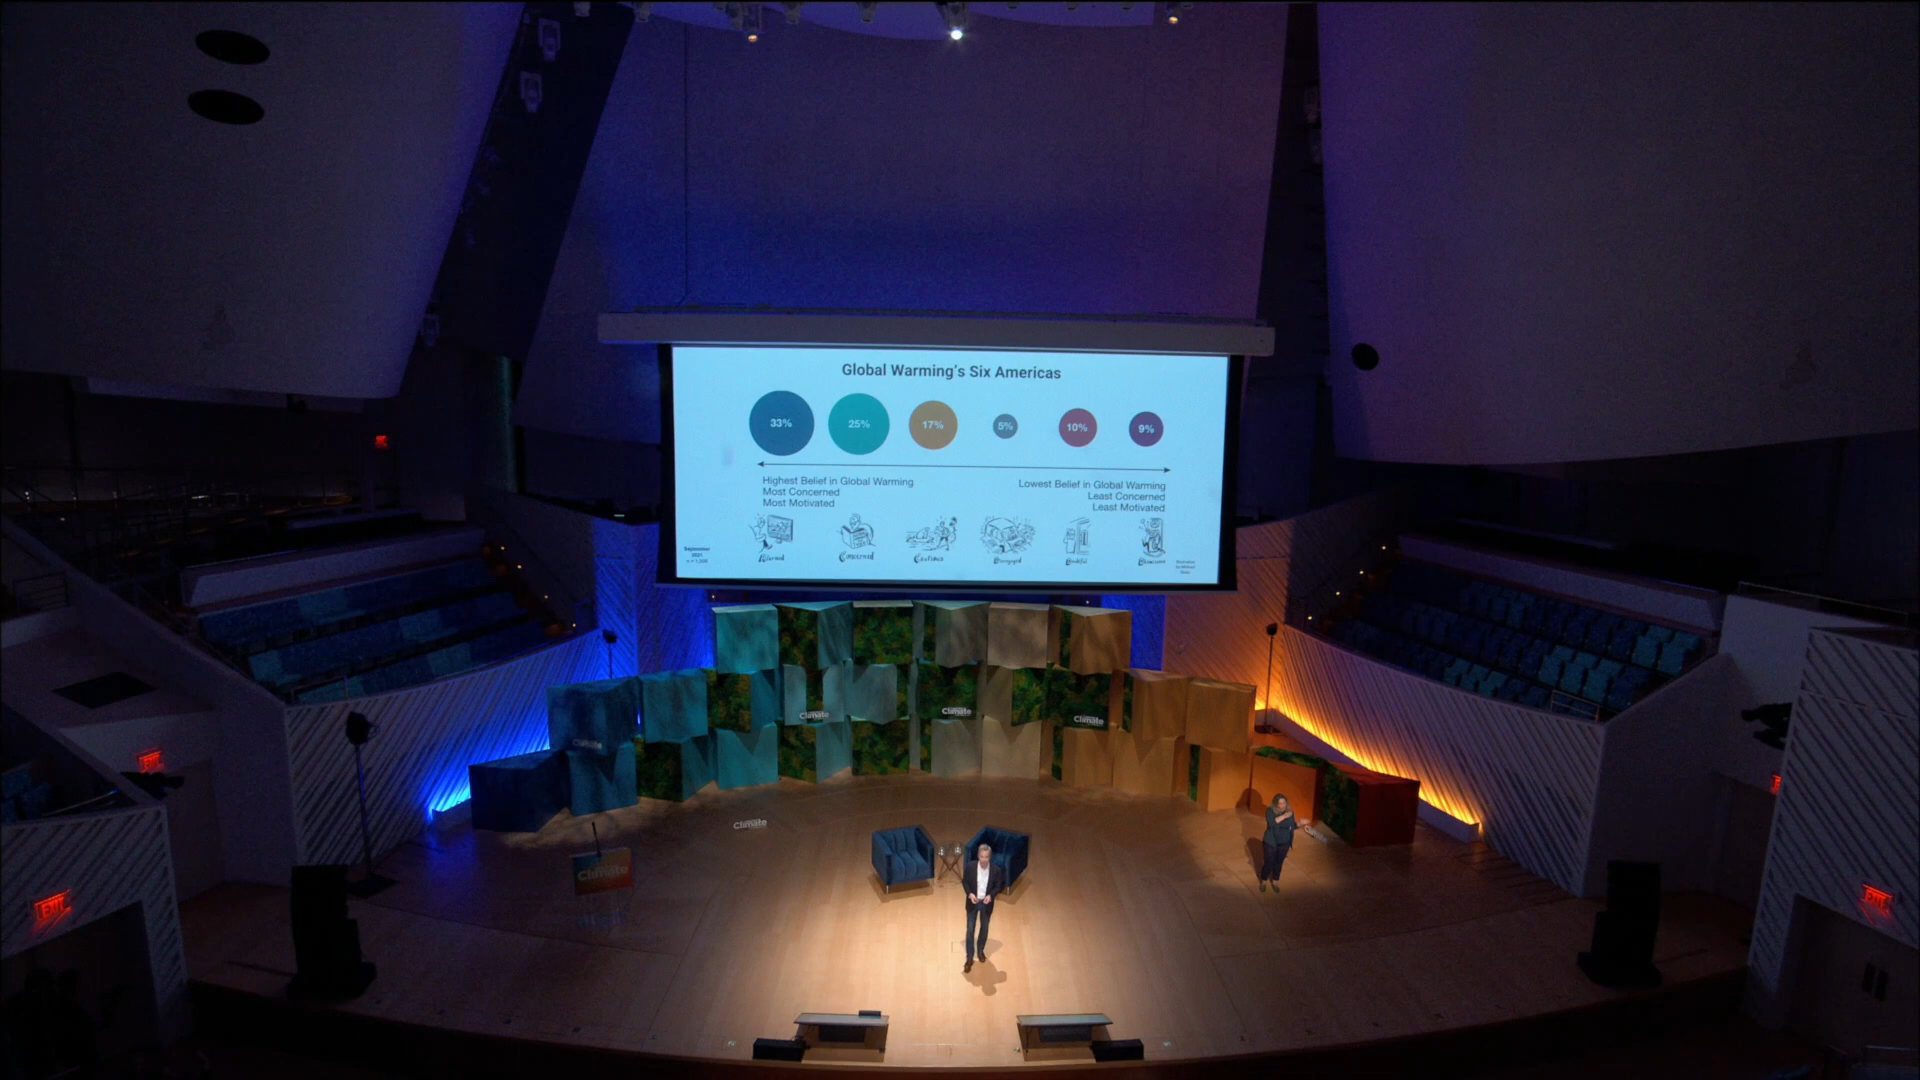 Global Warming's Six Americas
33%
25%
17%
5%
10%
9%
Highest Belief in Global Warming
Most Concerned
Most Motivated
Lowest Belief in Global Warming
Least Concerned
Least Motivated
Alarmed
Concerned
Cautious
Disengaged
Doubtful
September
2021
Climate
Climate
Climate
Climate
Climate
Climate
EXIT
EXIT
EXIT